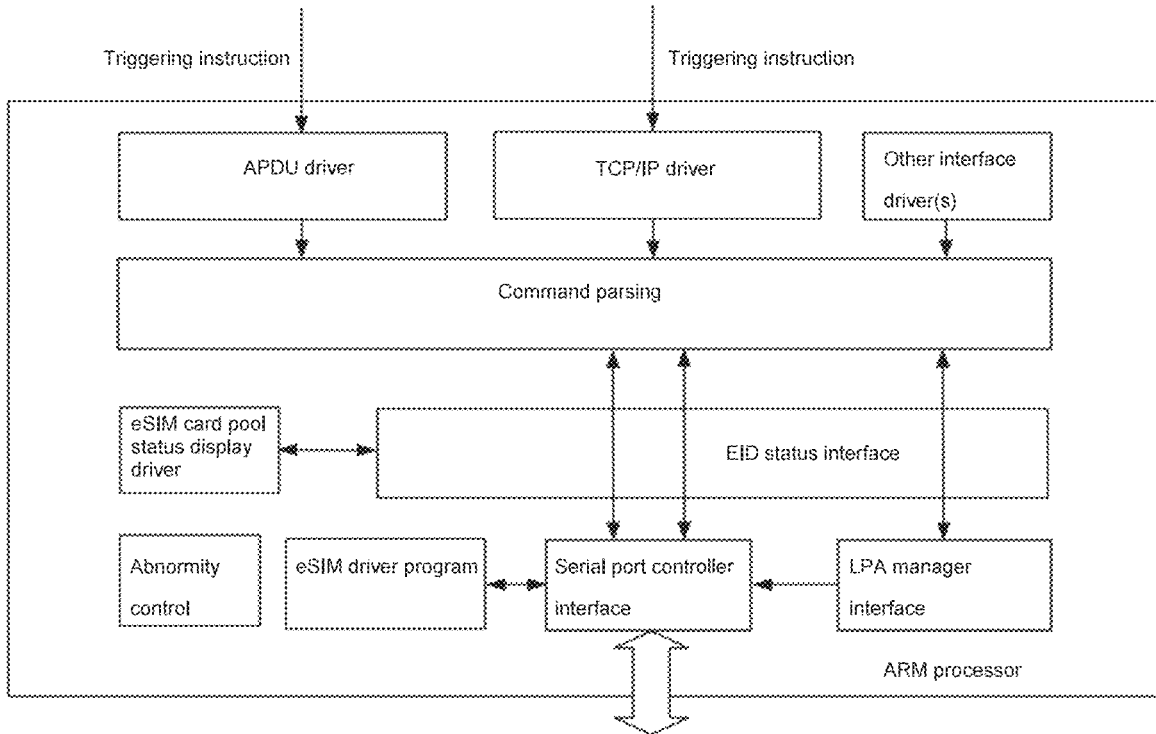 Triggering instruction
Triggering instruction
APDU driver
TCP/IP driver
Other interface
driver(s)
Command parsing
eSIM card pool
status display
driver
EID status interface
Abnormity
control
eSIM driver program
Serial port controller
interface
LPA manager
interface
ARM processor